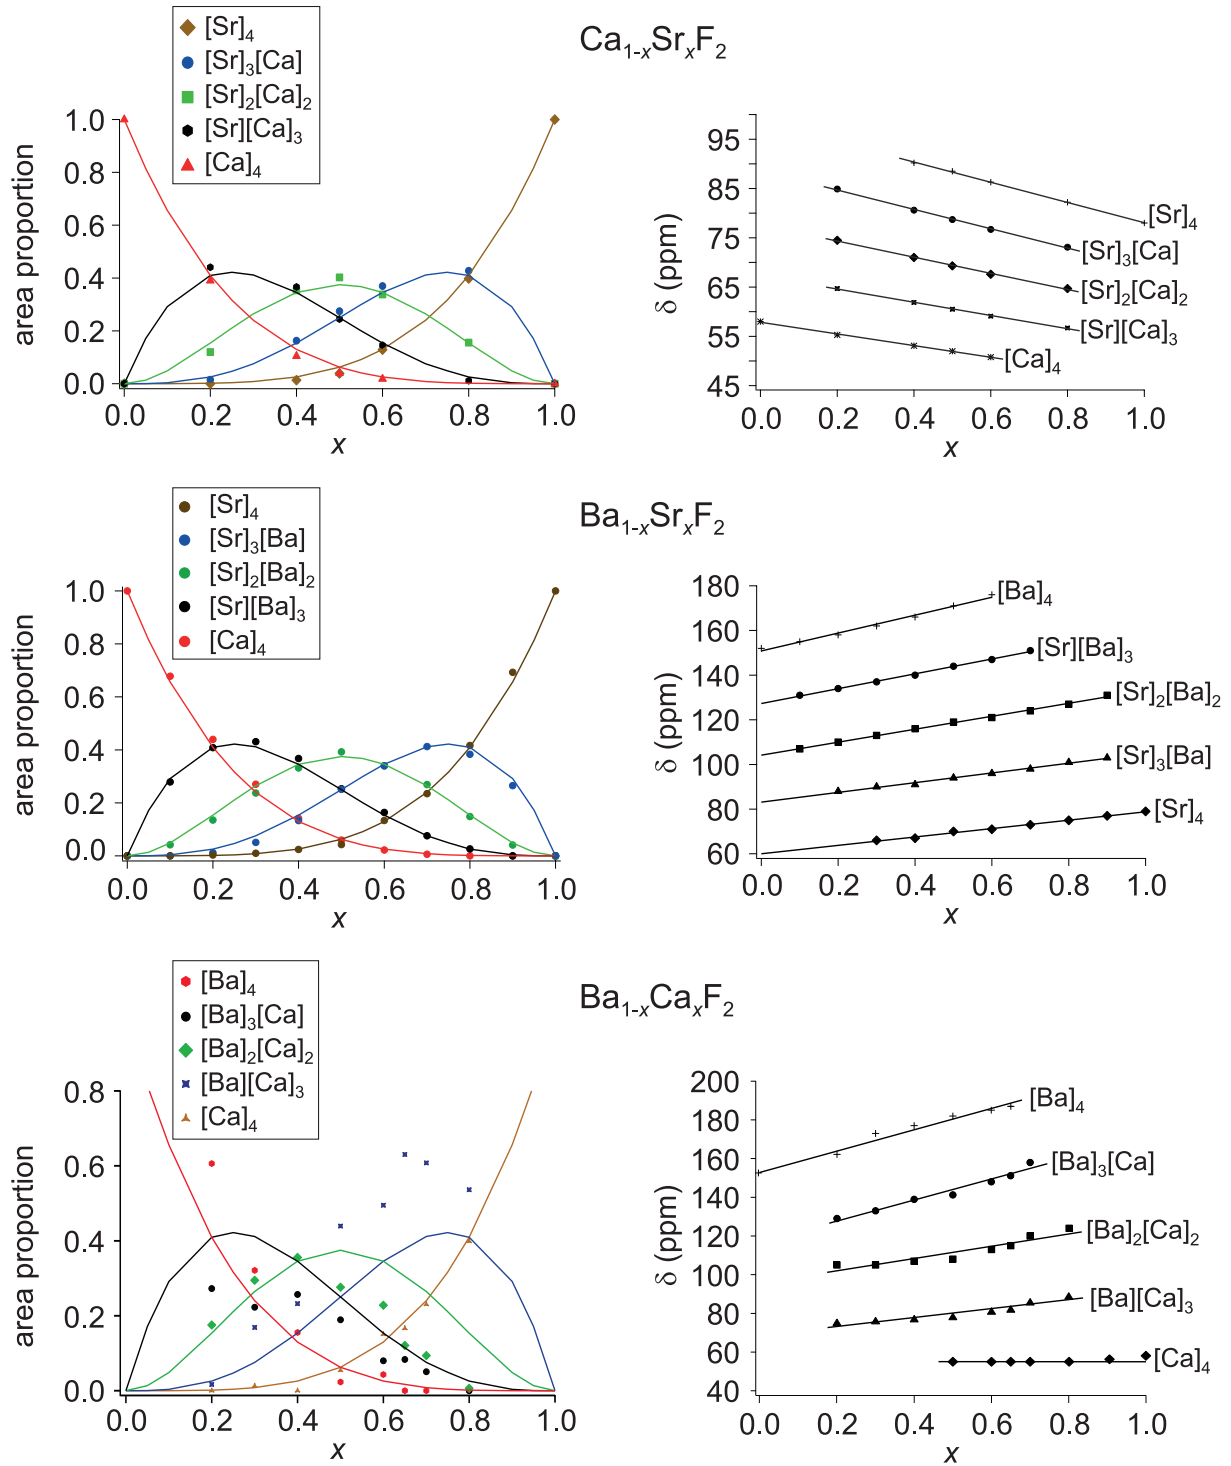 [Sr]4
[Sr]3[Ca]
[Sr]2[Ca]2
[Sr][Ca]3
[Ca]4
Ca1-xSrxF2
area proportion
1.0
0.8
0.6
0.4
0.2
0.0
0.0 0.2 0.4 0.6 0.8 1.0
x
δ (ppm)
95
85
75
65
55
45
[Sr]4
[Sr]3[Ca]
[Sr]2[Ca]2
[Sr][Ca]3
[Ca]4
0.0 0.2 0.4 0.6 0.8 1.0
x
[Sr]4
[Sr]3[Ba]
[Sr]2[Ba]2
[Sr][Ba]3
[Ca]4
Ba1-xSrxF2
area proportion
1.0
0.8
0.6
0.4
0.2
0.0
0.0 0.2 0.4 0.6 0.8 1.0
x
δ (ppm)
180
160
140
120
100
80
60
[Ba]4
[Sr][Ba]3
[Sr]2[Ba]2
[Sr]3[Ba]
[Sr]4
0.0 0.2 0.4 0.6 0.8 1.0
x
[Ba]4
[Ba]3[Ca]
[Ba]2[Ca]2
[Ba][Ca]3
[Ca]4
Ba1-xCaxF2
area proportion
0.8
0.6
0.4
0.2
0.0
0.0 0.2 0.4 0.6 0.8 1.0
x
δ (ppm)
200
180
160
140
120
100
80
60
40
[Ba]4
[Ba]3[Ca]
[Ba]2[Ca]2
[Ba][Ca]3
[Ca]4
0.0 0.2 0.4 0.6 0.8 1.0
x